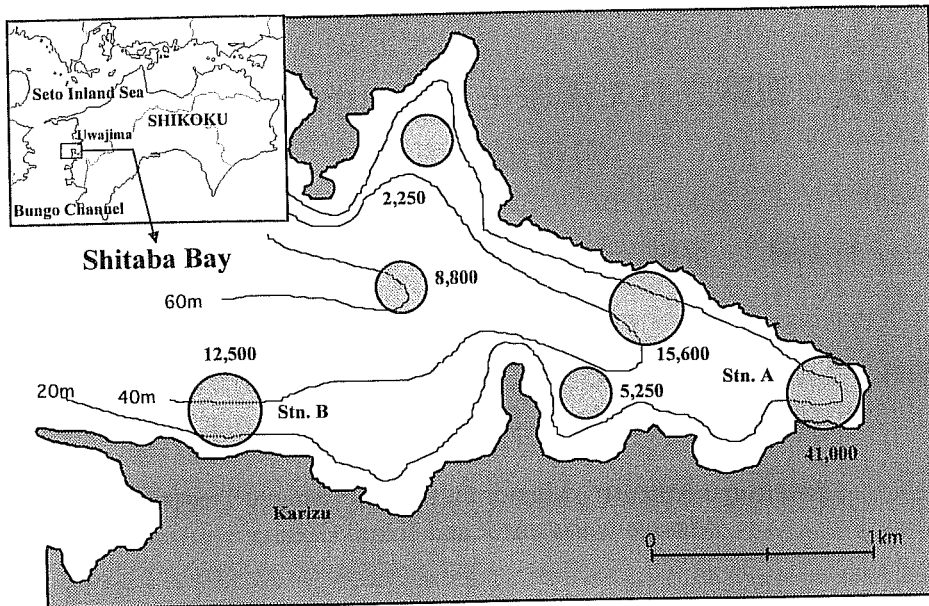 Seto Inland Sea
SHIKOKU
Uwajima
Bungo Channel
Shitaba Bay
2,250
8,800
60m
12,500
15,600
Stn. A
20m
40m
Stn. B
5,250
41,000
Karizu
0
1km